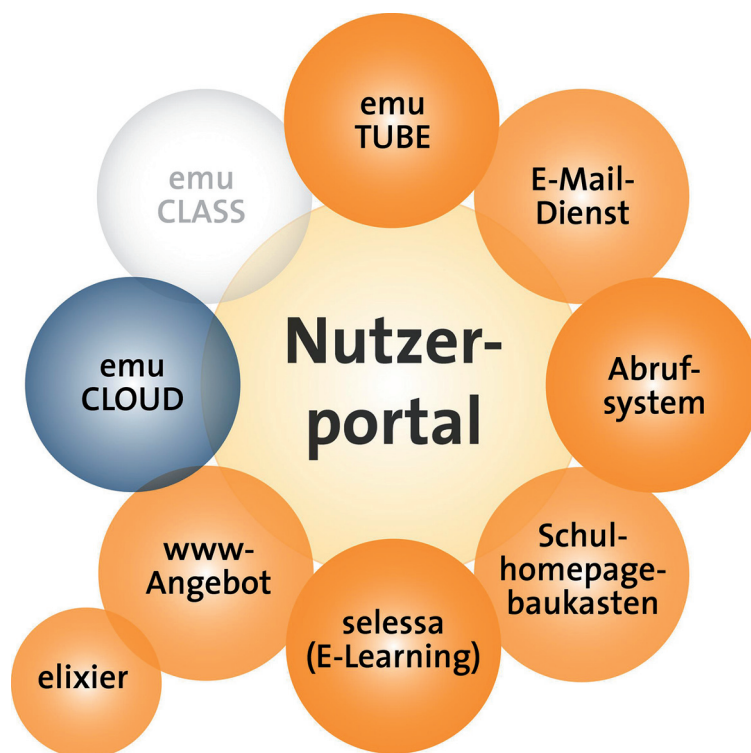 emu
TUBE
E-Mail-
Dienst
Abruf-
system
Schul-
homepage-
baukasten
selessa
(E-Learning)
www-
Angebot
elixier
emu
CLOUD
emu
CLASS
Nutzer-
portal